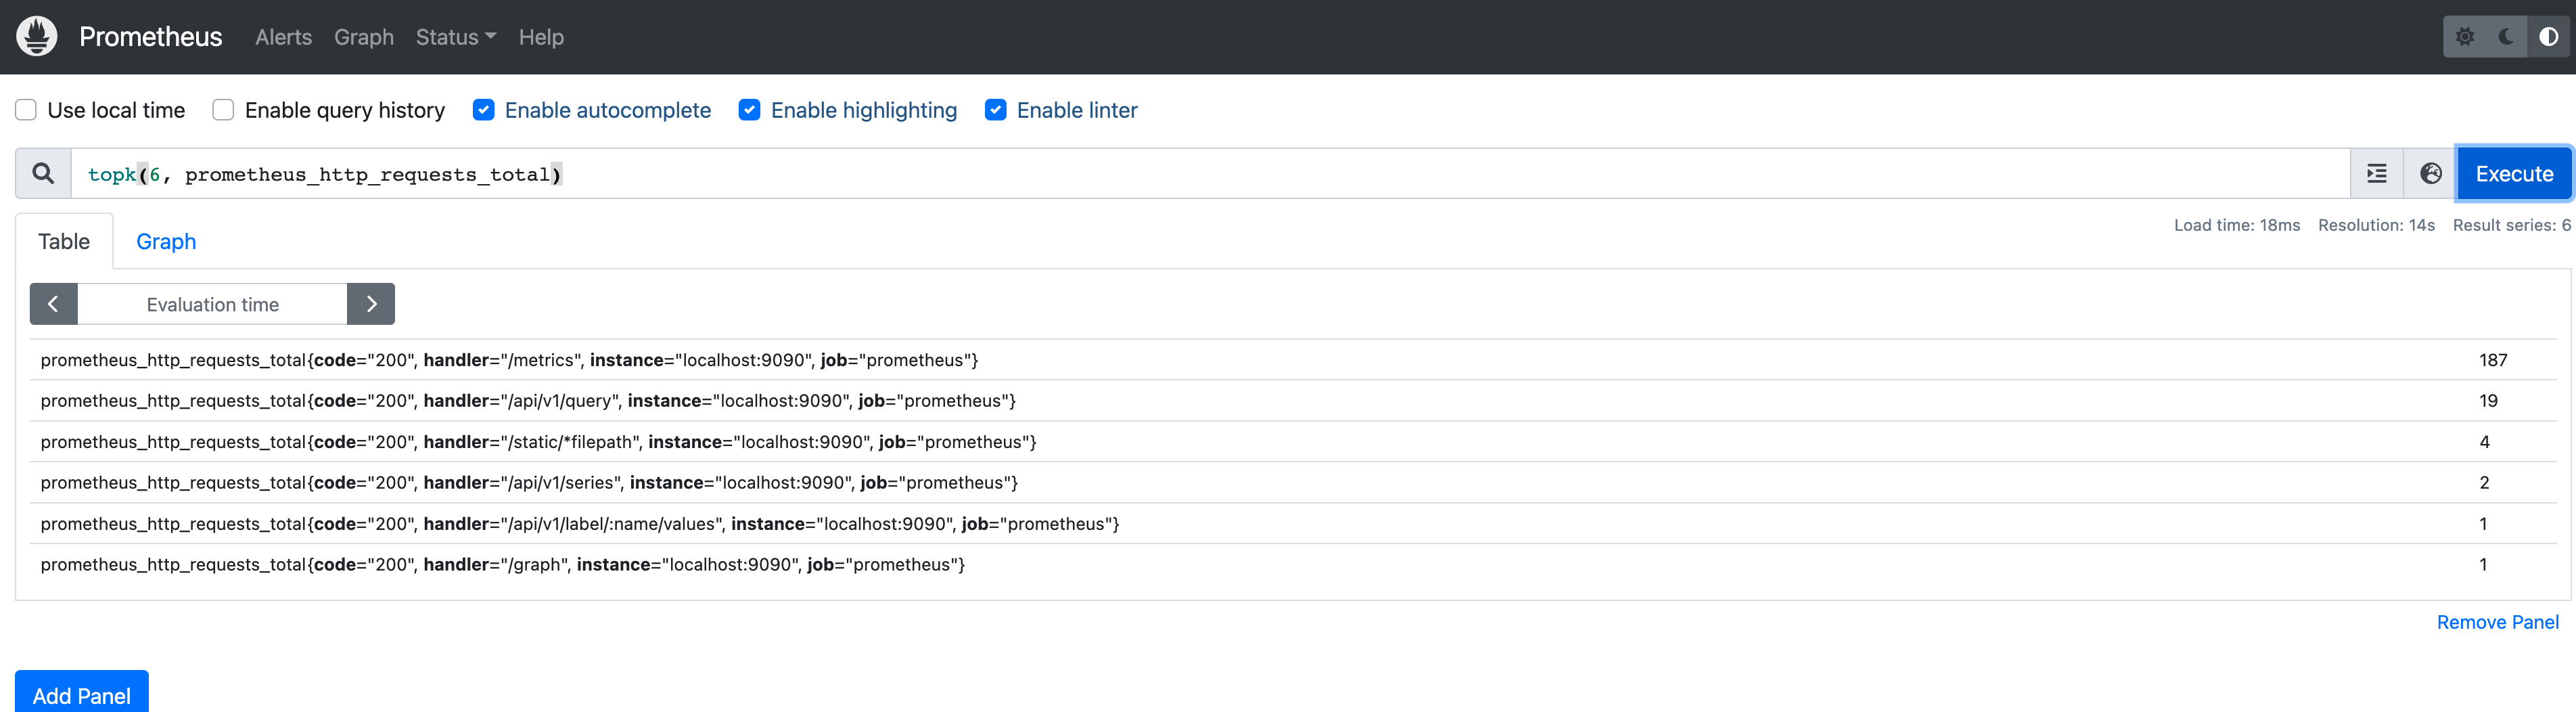 Prometheus Alerts Graph Status Help
Use local time Enable query history Enable autocomplete Enable highlighting Enable linter
topk(6, prometheus_http_requests_total) Execute
Table Graph Load time: 18ms Resolution: 14s Result series: 6
Evaluation time
prometheus_http_requests_total{code="200", handler="/metrics", instance="localhost:9090", job="prometheus"} 187
prometheus_http_requests_total{code="200", handler="/api/v1/query", instance="localhost:9090", job="prometheus"} 19
prometheus_http_requests_total{code="200", handler="/static/*filepath", instance="localhost:9090", job="prometheus"} 4
prometheus_http_requests_total{code="200", handler="/api/v1/series", instance="localhost:9090", job="prometheus"} 2
prometheus_http_requests_total{code="200", handler="/api/v1/label/:name/values", instance="localhost:9090", job="prometheus"} 1
prometheus_http_requests_total{code="200", handler="/graph", instance="localhost:9090", job="prometheus"} 1
Remove Panel
Add Panel